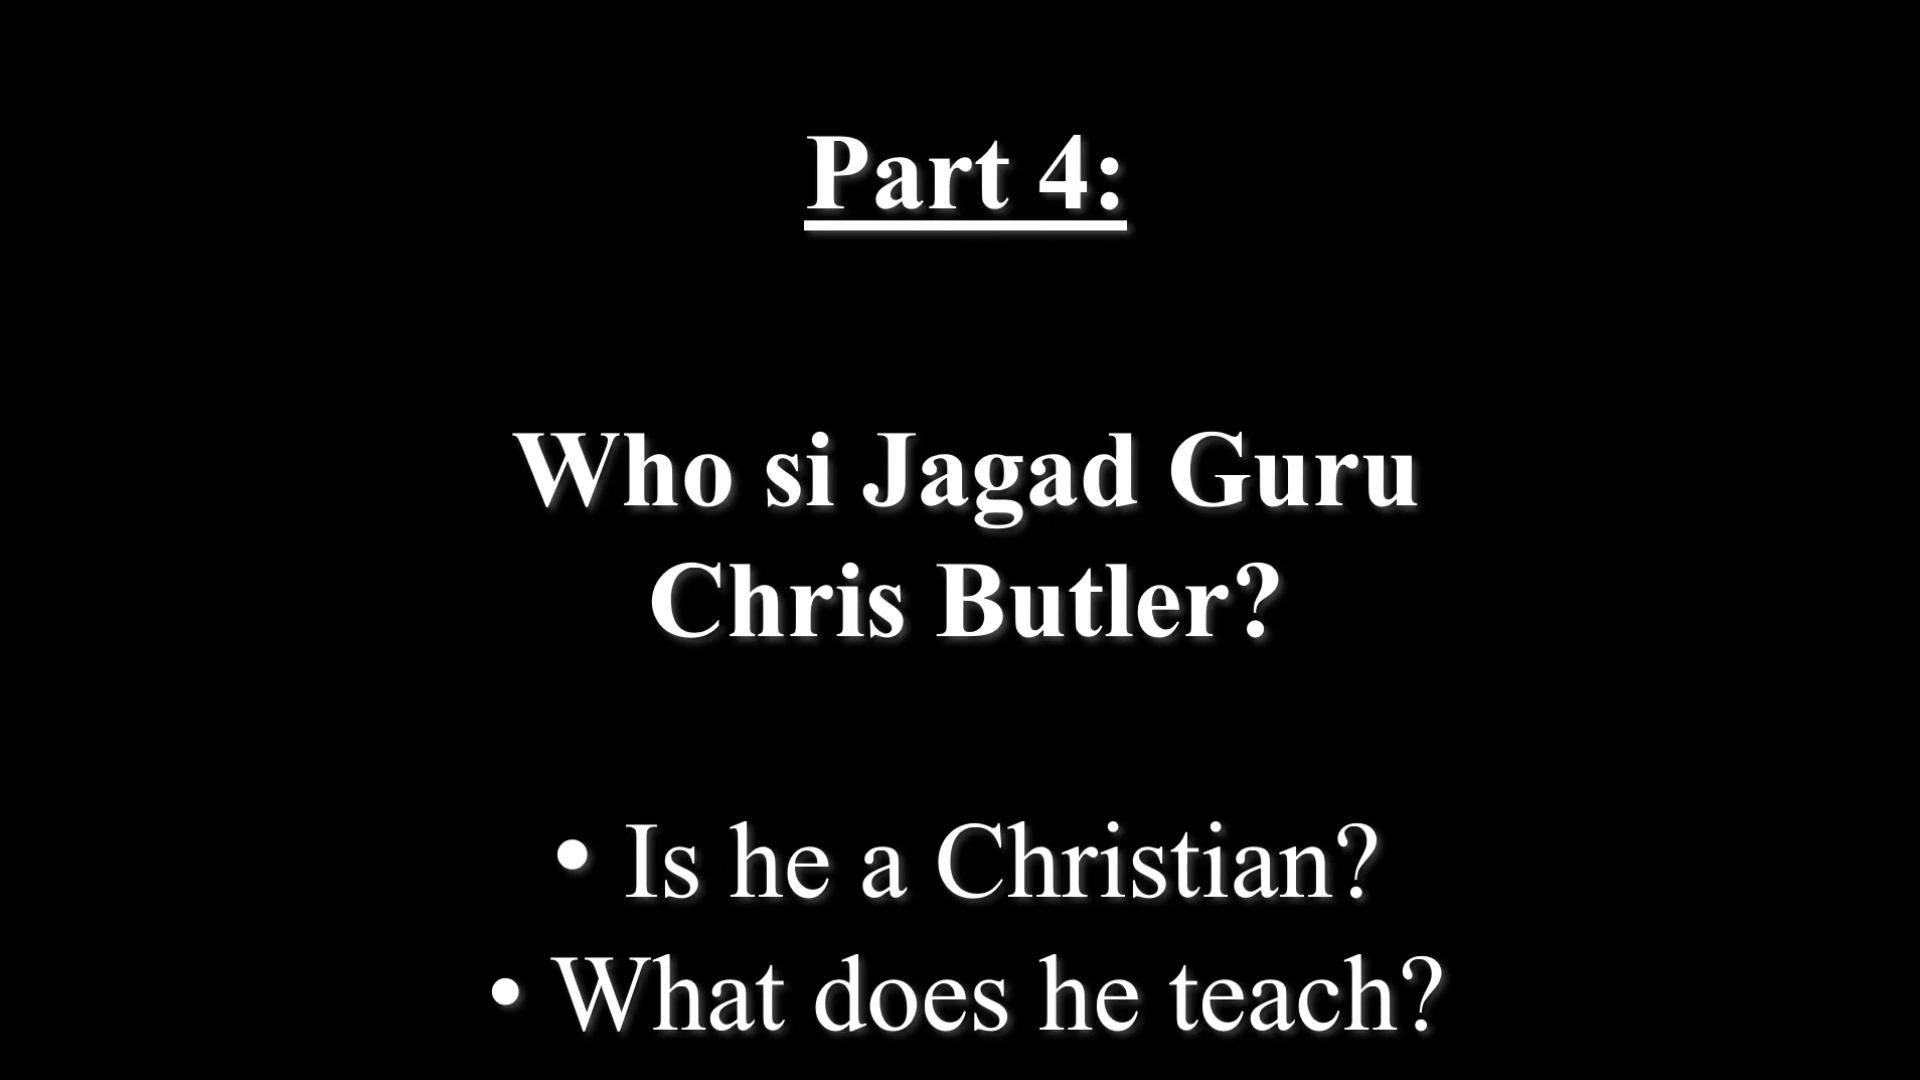 Part 4:
Who si Jagad Guru
Chris Butler?
• Is he a Christian?
• What does he teach?